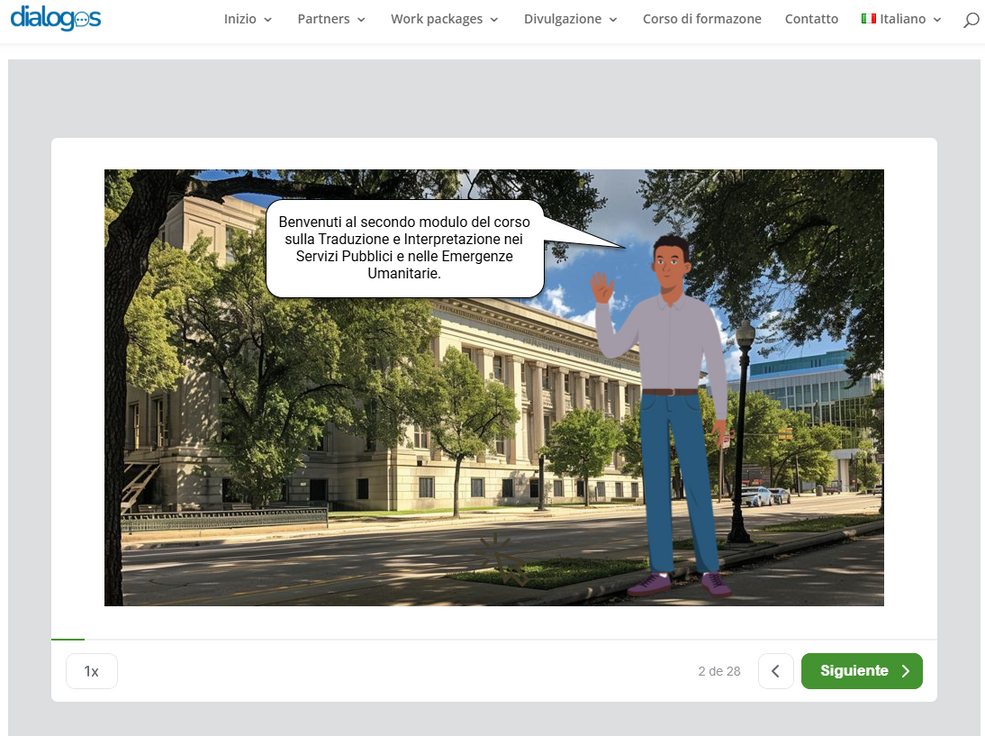 dialogos
Inizio
Partners
Work packages
Divulgazione
Corso di formazone
Contatto
Italiano
Benvenuti al secondo modulo del corso
sulla Traduzione e Interpretazione nei
Servizi Pubblici e nelle Emergenze
Umanitarie.
1x
2 de 28
Siguiente